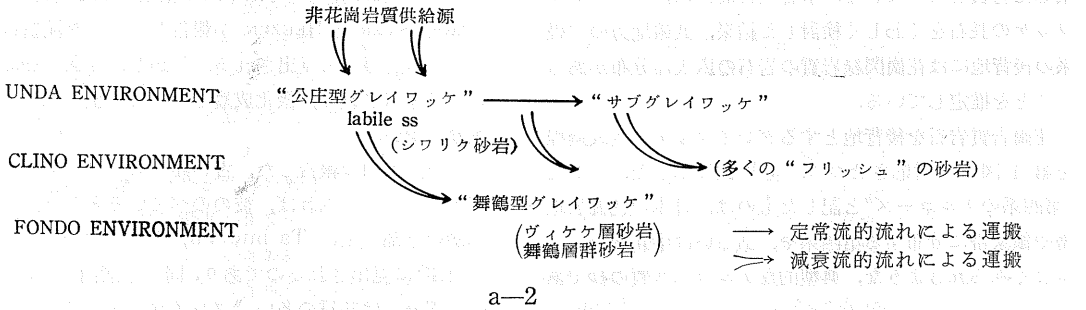 非花崗岩質供給源
UNDA ENVIRONMENT
“公庄型グレイワッケ”
“サブグレイワッケ”
labile ss
(シワリク砂岩)
CLINO ENVIRONMENT
(多くの“フリッシュ”の砂岩)
“舞鶴型グレイワッケ”
FONDO ENVIRONMENT
(ヴィケケ層砂岩
舞鶴層群砂岩)
定常流的流れによる運搬
減衰流的流れによる運搬
a—2